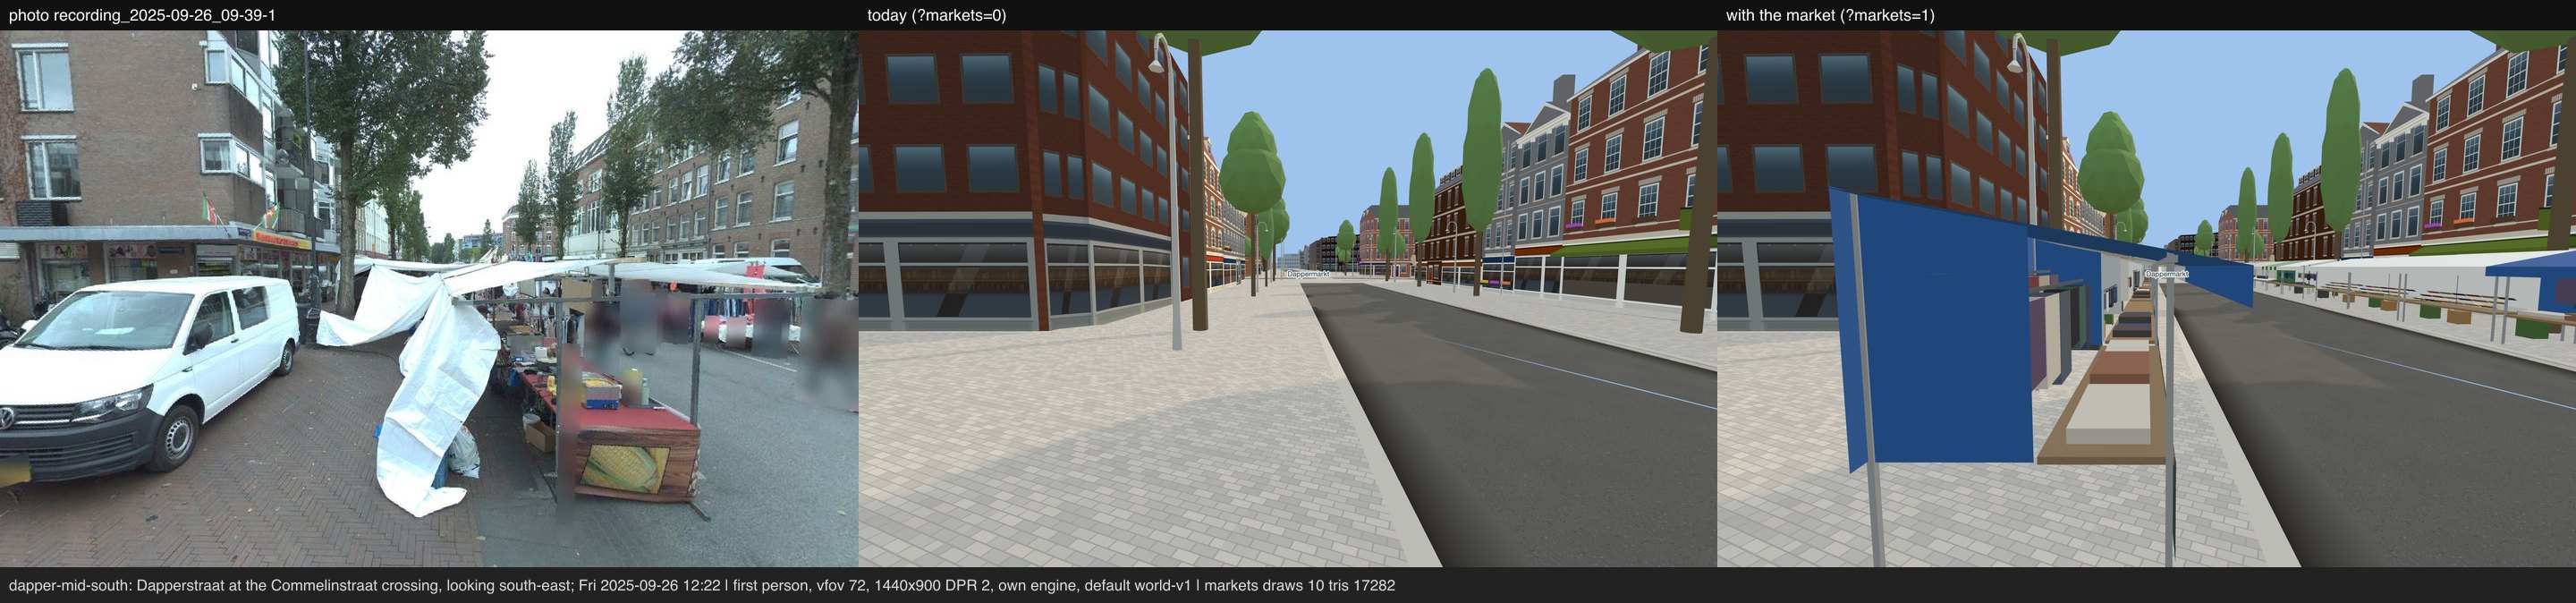 photo recording_2025-09-26_09-39-1
today (?markets=0)
with the market (?markets=1)
Dappermarkt
Dappermarkt
dapper-mid-south: Dapperstraat at the Commelinstraat crossing, looking south-east; Fri 2025-09-26 12:22 | first person, vfov 72, 1440x900 DPR 2, own engine, default world-v1 | markets draws 10 tris 17282